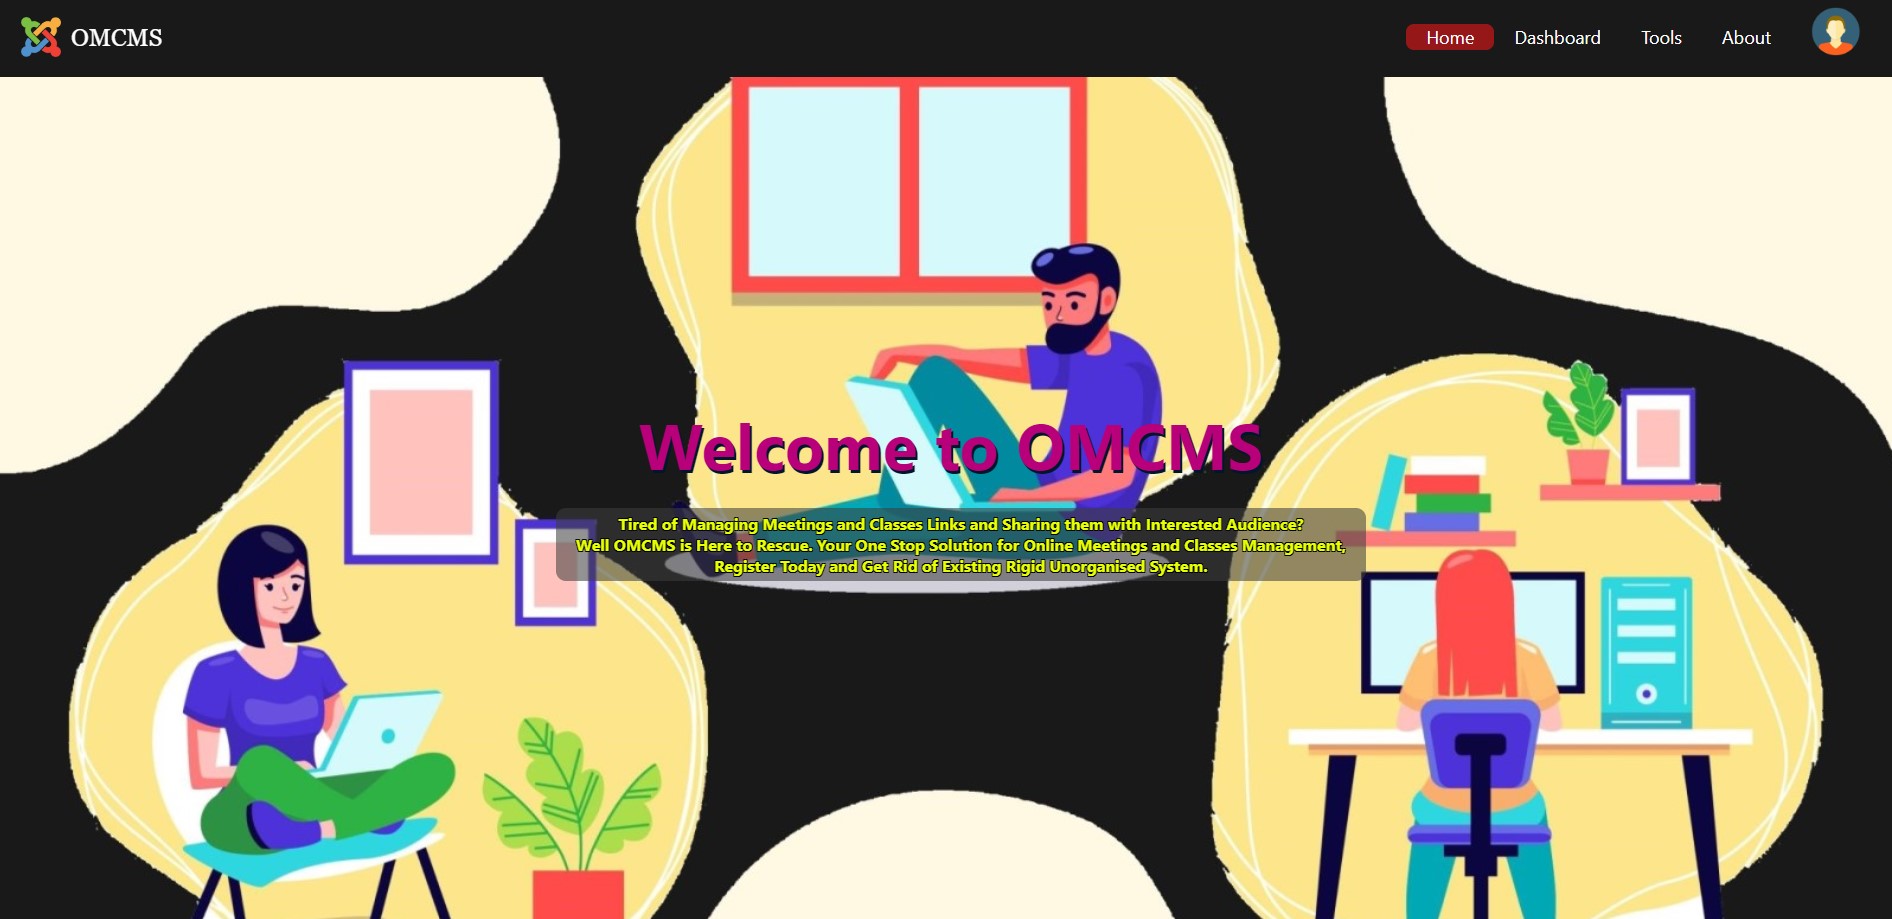 OMCMS
Home
Dashboard
Tools
About
Welcome to OMCMS
Tired of Managing Meetings and Classes Links and Sharing them with Interested Audience?
Well OMCMS is Here to Rescue. Your One Stop Solution for Online Meetings and Classes Management,
Register Today and Get Rid of Existing Rigid Unorganised System.